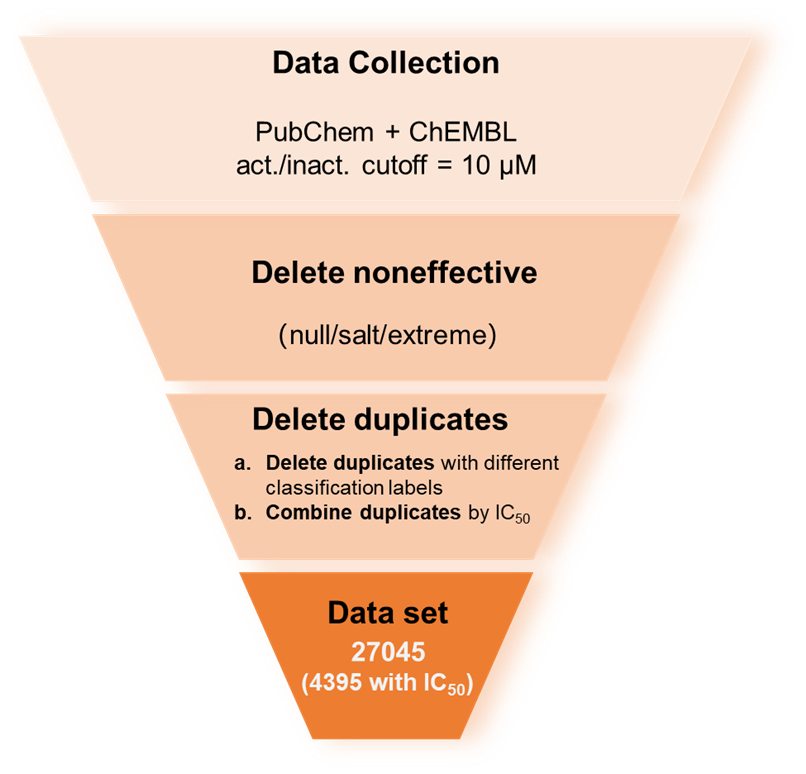 Data Collection
PubChem + ChEMBL
act./inact. cutoff = 10 µM
Delete noneffective
(null/salt/extreme)
Delete duplicates
a. Delete duplicates with different
classification labels
b. Combine duplicates by IC50
Data set
27045
(4395 with IC50)